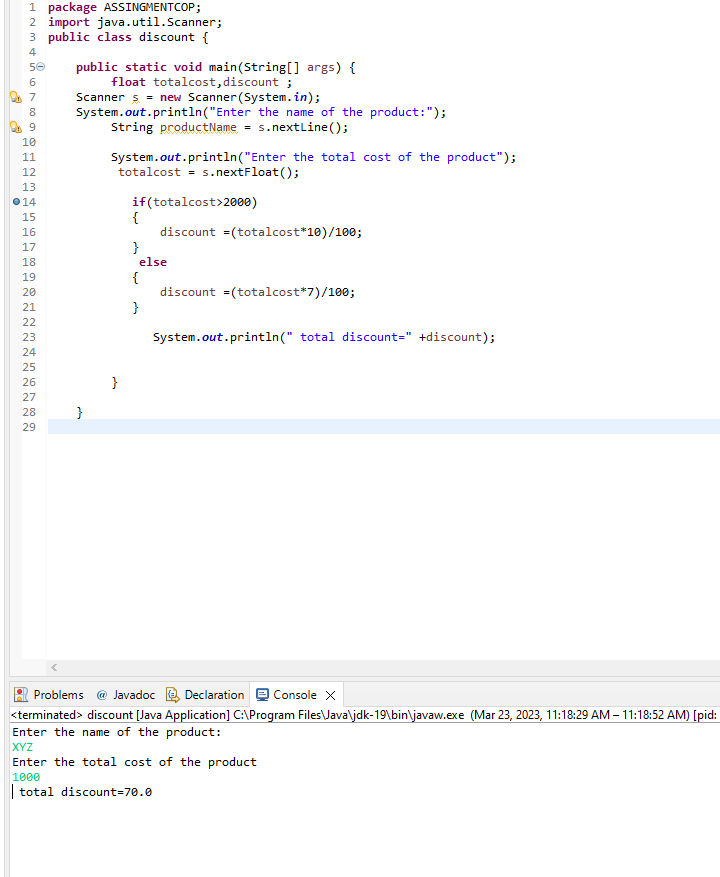 1 package ASSINGMENTCOP;
2 import java.util.Scanner;
3 public class discount {
4
5 public static void main(String[] args) {
6 float totalcost,discount ;
7 Scanner s = new Scanner(System.in);
8 System.out.println("Enter the name of the product:");
9 String productName = s.nextLine();
10
11 System.out.println("Enter the total cost of the product");
12 totalcost = s.nextFloat();
13
14 if(totalcost>2000)
15 {
16 discount =(totalcost*10)/100;
17 }
18 else
19 {
20 discount =(totalcost*7)/100;
21 }
22
23 System.out.println(" total discount=" +discount);
24
25
26 }
27
28 }
29
Problems @ Javadoc Declaration Console
<terminated> discount [Java Application] C:\Program Files\Java\jdk-19\bin\javaw.exe (Mar 23, 2023, 11:18:29 AM – 11:18:52 AM) [pid:
Enter the name of the product:
XYZ
Enter the total cost of the product
1000
total discount=70.0